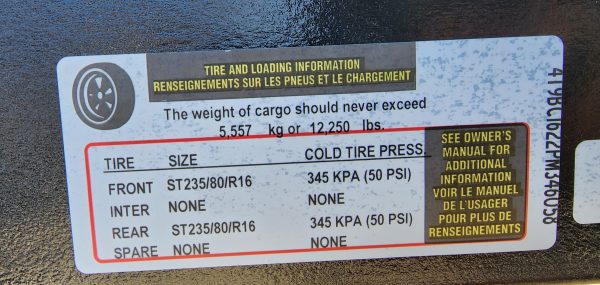 TIRE AND LOADING INFORMATION
RENSEIGNEMENTS SUR LES PNEUS ET LE CHARGEMENT
The weight of cargo should never exceed
5,557 kg or 12,250 lbs.
TIRE SIZE COLD TIRE PRESS.
FRONT ST235/80/R16 345 KPA (50 PSI)
INTER NONE NONE
REAR ST235/80/R16 345 KPA (50 PSI)
SPARE NONE NONE
SEE OWNER'S
MANUAL FOR
ADDITIONAL
INFORMATION
VOIR LE MANUEL
DE L'USAGER
POUR PLUS DE
RENSEIGNEMENTS